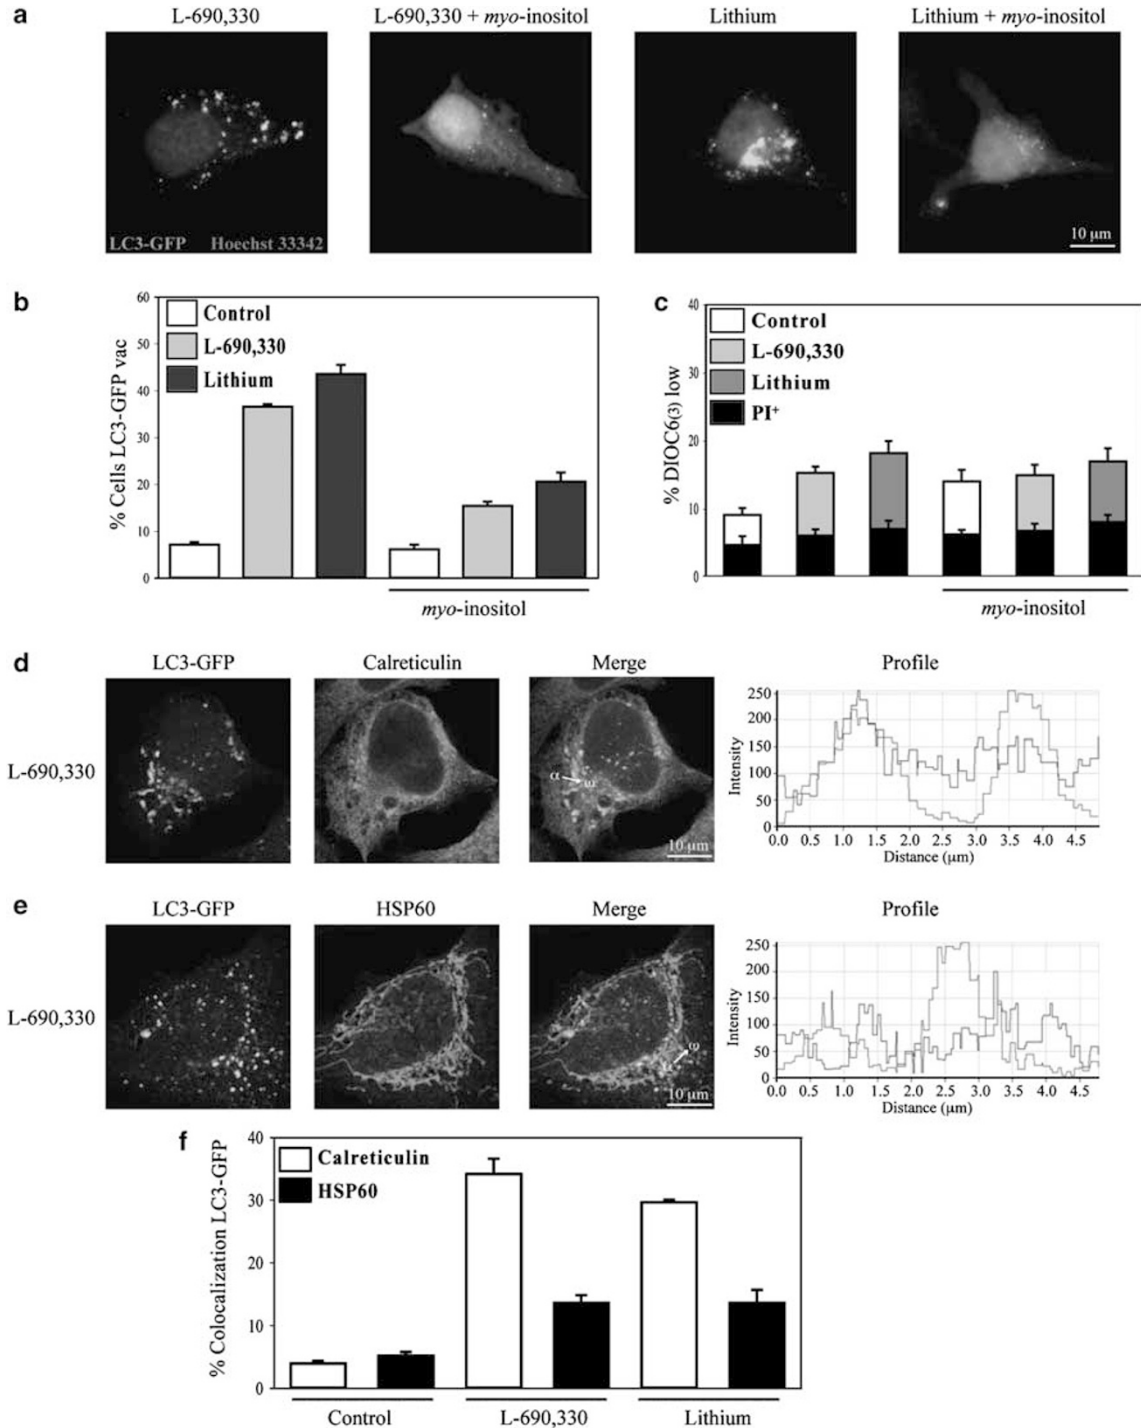 a
L-690,330
L-690,330 + myo-inositol
Lithium
Lithium + myo-inositol
LC3-GFP Hoechst 33342
10 µm
b
% Cells LC3-GFP vac
60
50
40
30
20
10
0
Control
L-690,330
Lithium
myo-inositol
c
% DIOC6(3) low
40
30
20
10
0
Control
L-690,330
Lithium
PI+
myo-inositol
d
LC3-GFP
Calreticulin
Merge
Profile
L-690,330
α
ω
10 µm
Intensity
250
200
150
100
50
0
0.0 0.5 1.0 1.5 2.0 2.5 3.0 3.5 4.0 4.5
Distance (µm)
e
LC3-GFP
HSP60
Merge
Profile
L-690,330
α
10 µm
Intensity
250
200
150
100
50
0
0.0 0.5 1.0 1.5 2.0 2.5 3.0 3.5 4.0 4.5
Distance (µm)
f
% Colocalization LC3-GFP
40
30
20
10
0
Calreticulin
HSP60
Control
L-690,330
Lithium